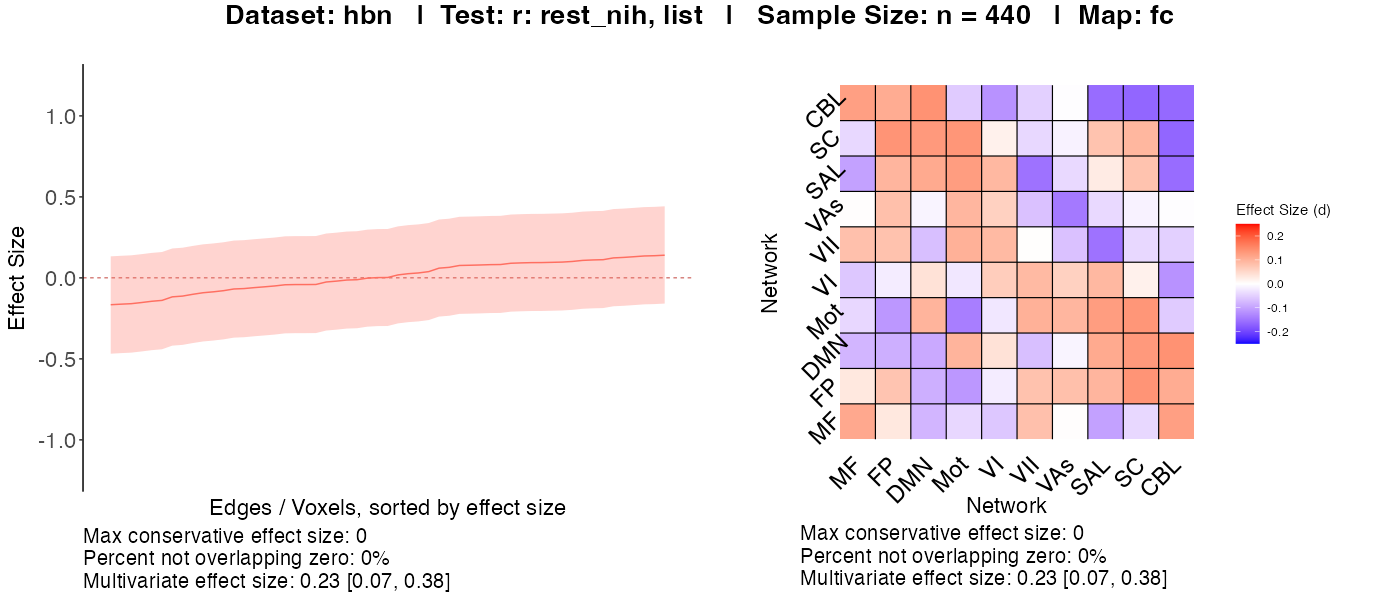 Dataset: hbn | Test: r: rest_nih, list | Sample Size: n = 440 | Map: fc
Effect Size
1.0
0.5
0.0
-0.5
-1.0
Edges / Voxels, sorted by effect size
Max conservative effect size: 0
Percent not overlapping zero: 0%
Multivariate effect size: 0.23 [0.07, 0.38]
Network
CBL
SC
SAL
VAs
VII
VI
Mot
DMN
FP
MF
MF
FP
DMN
Mot
VI
VII
VAs
SAL
SC
CBL
Network
Max conservative effect size: 0
Percent not overlapping zero: 0%
Multivariate effect size: 0.23 [0.07, 0.38]
Effect Size (d)
0.2
0.1
0.0
-0.1
-0.2